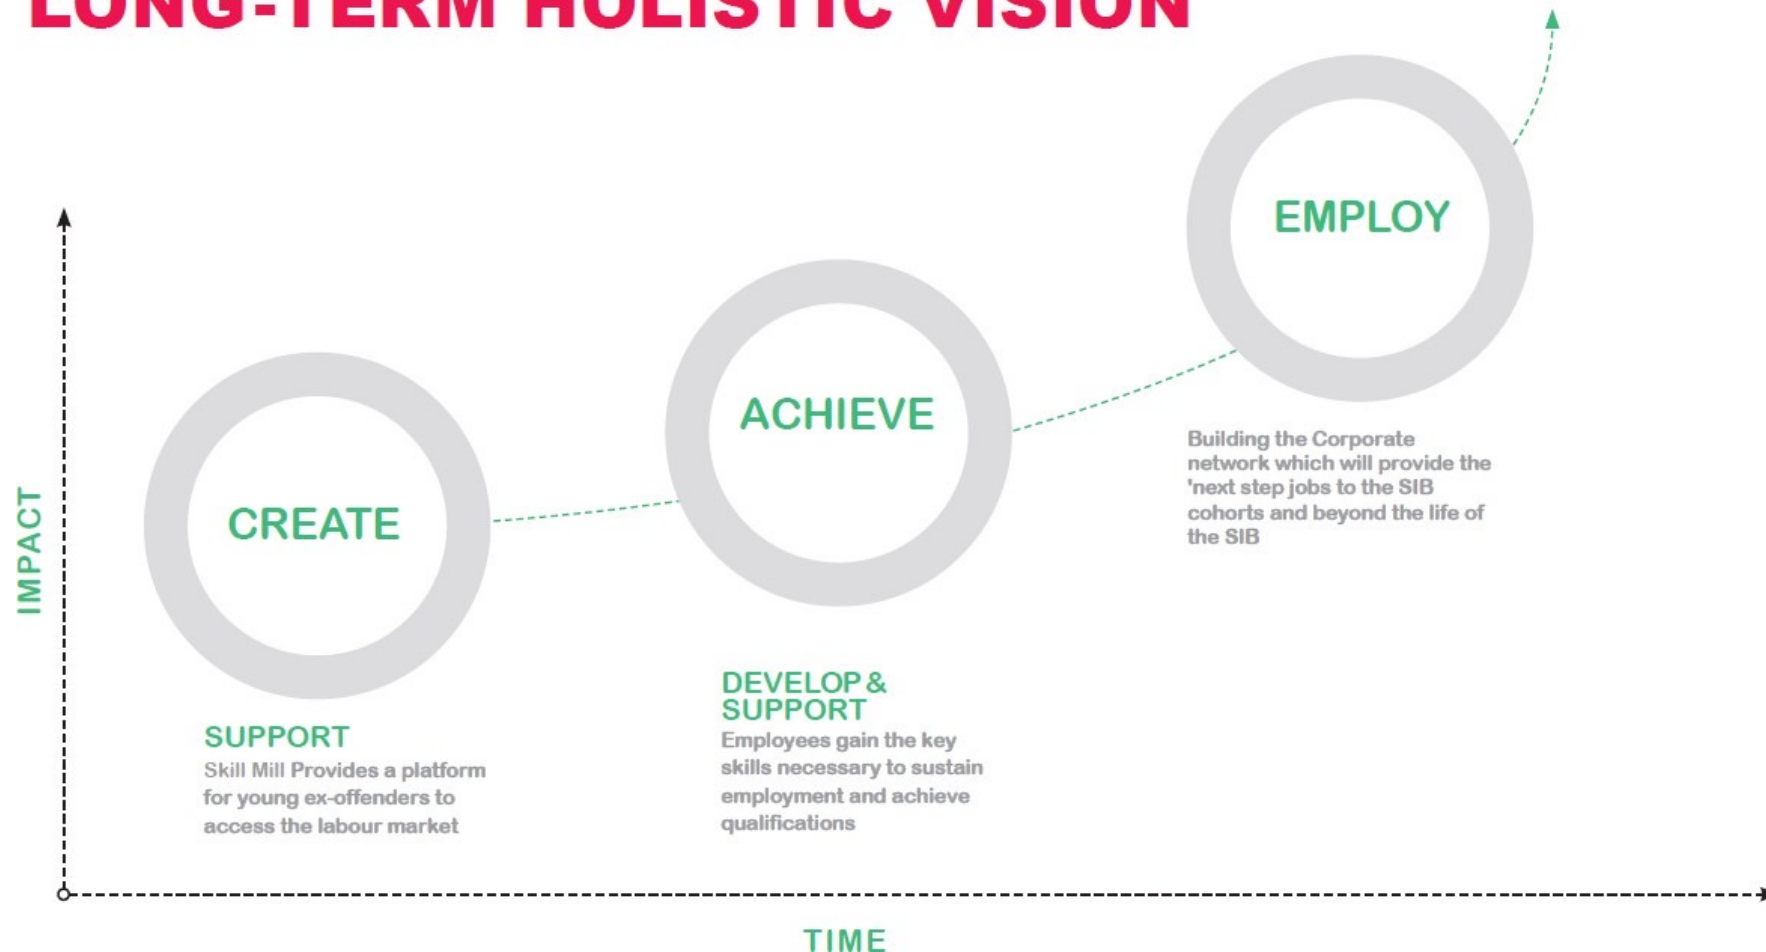 LONG-TERM HOLISTIC VISION
EMPLOY
Building the Corporate
network which will provide the
'next step jobs to the SIB
cohorts and beyond the life of
the SIB
ACHIEVE
DEVELOP &
SUPPORT
Employees gain the key
skills necessary to sustain
employment and achieve
qualifications
CREATE
SUPPORT
Skill Mill Provides a platform
for young ex-offenders to
access the labour market
IMPACT
TIME